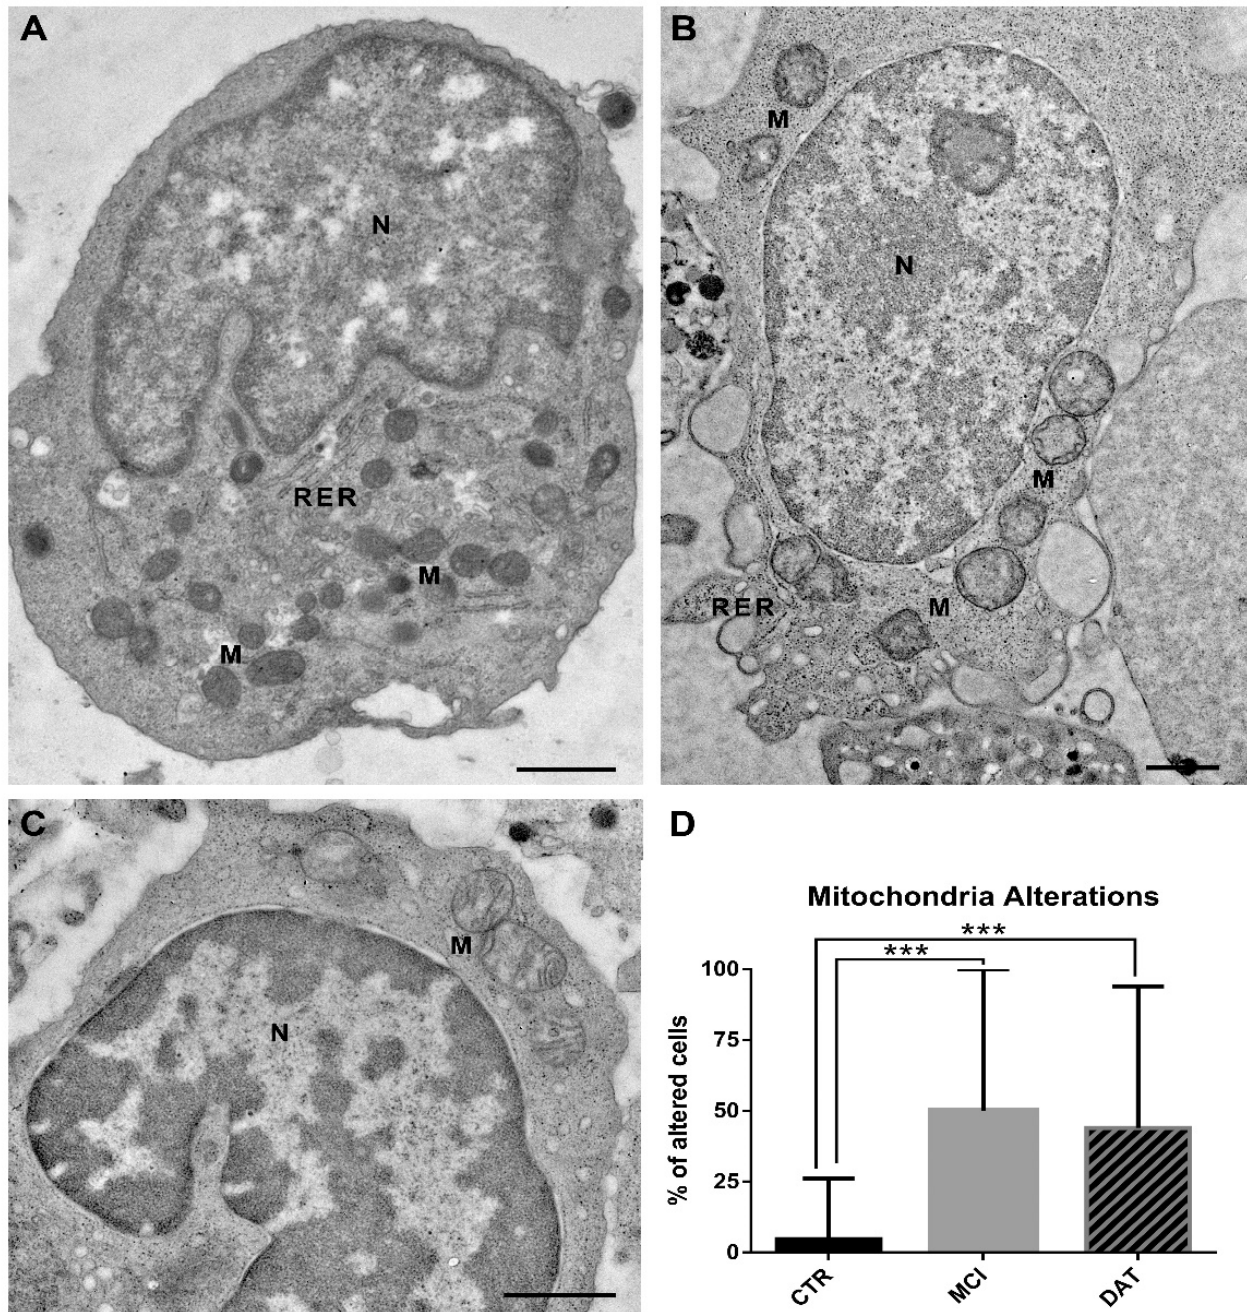 A
N
RER
M
M
B
M
N
M
M
RER
C
M
N
D
Mitochondria Alterations
***
***
100
75
50
25
0
% of altered cells
CTR
MCI
DAT